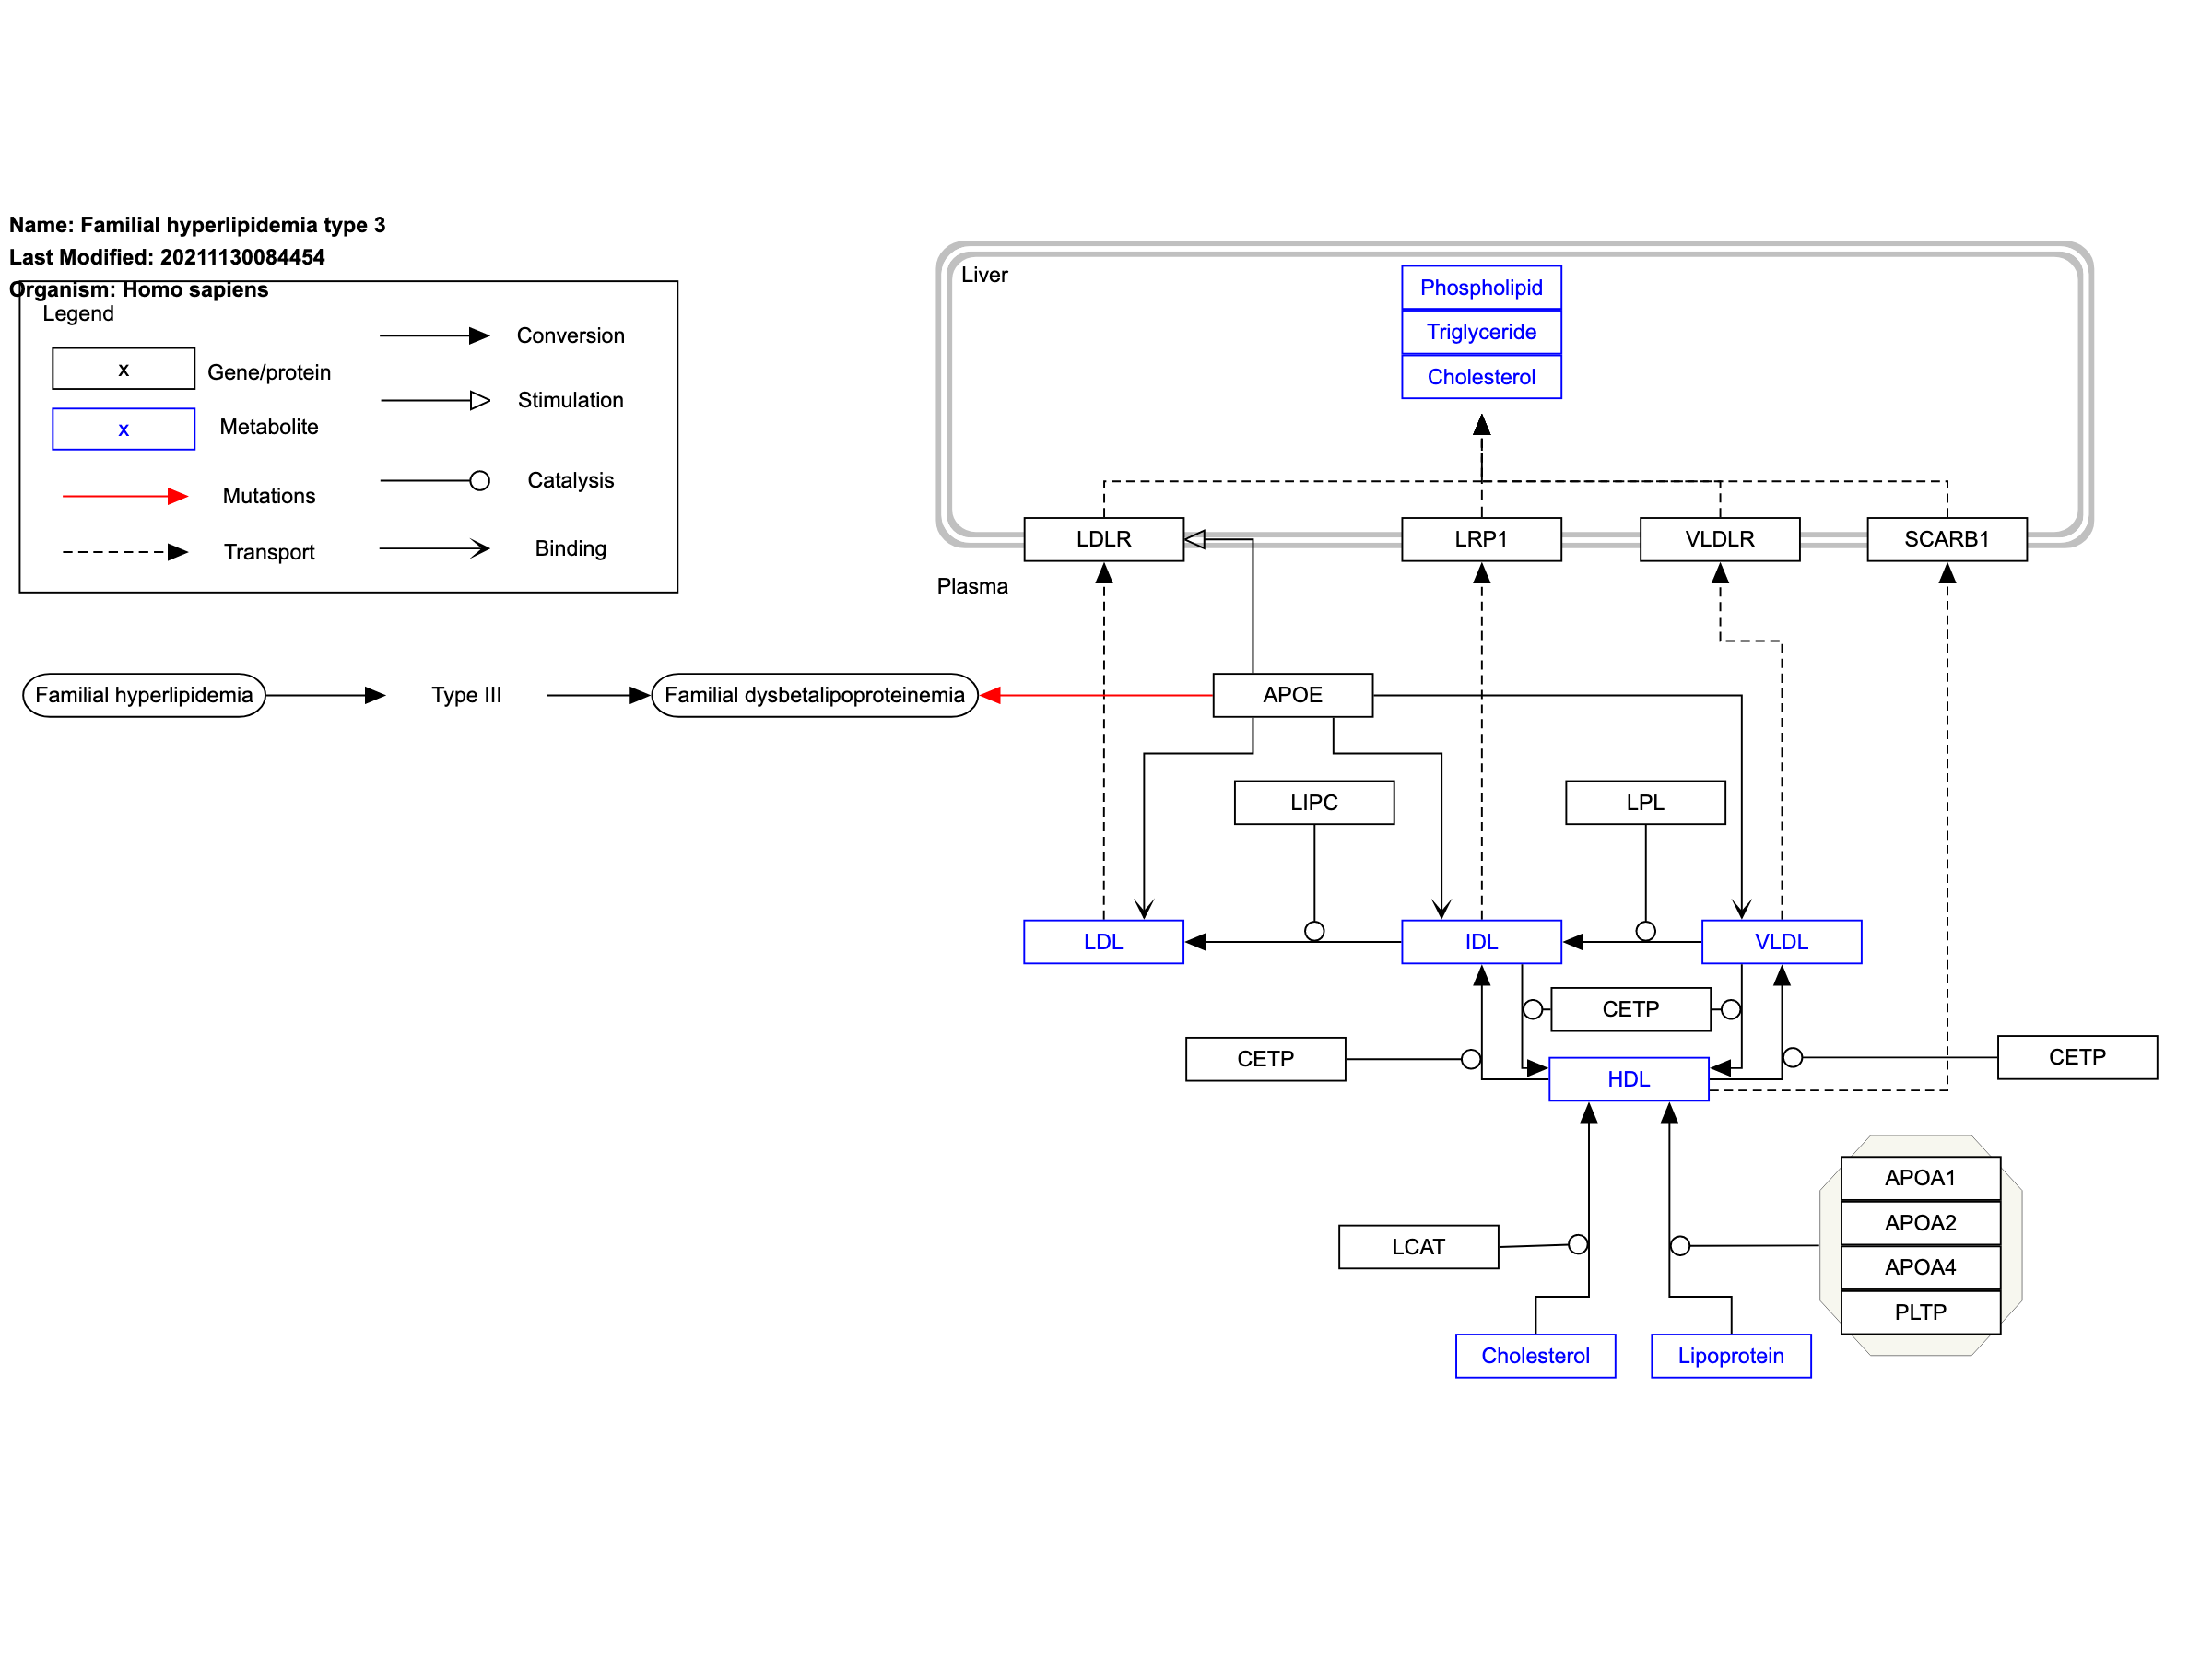 Name: Familial hyperlipidemia type 3
Last Modified: 20211130084454
Organism: Homo sapiens
Legend
x
Gene/protein
x
Metabolite
Mutations
Transport
Conversion
Stimulation
Catalysis
Binding
Liver
Phospholipid
Triglyceride
Cholesterol
LDLR
LRP1
VLDLR
SCARB1
Plasma
Familial hyperlipidemia
Type III
Familial dysbetalipoproteinemia
APOE
LIPC
LPL
LDL
IDL
VLDL
CETP
CETP
HDL
CETP
APOA1
APOA2
APOA4
PLTP
LCAT
Cholesterol
Lipoprotein